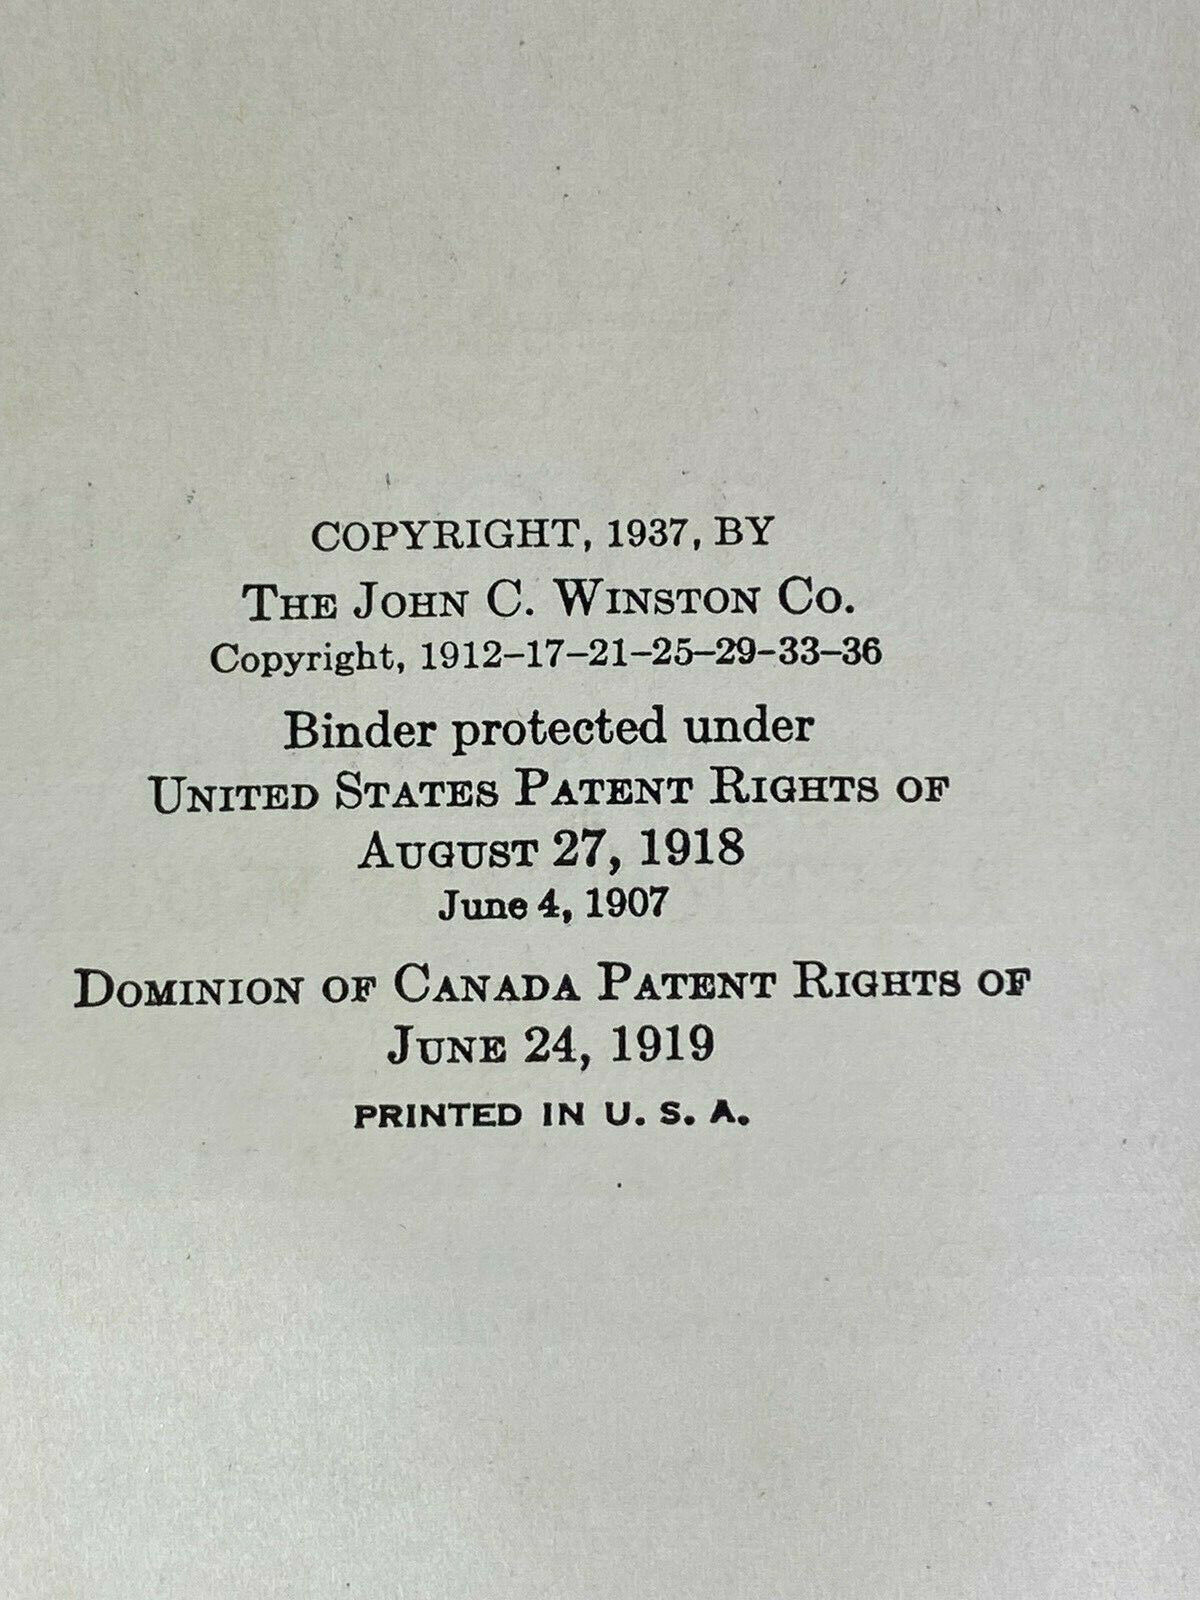 COPYRIGHT, 1937, BY
THE JOHN C. WINSTON CO.
Copyright, 1912–17–21–25–29–33–36
Binder protected under
UNITED STATES PATENT RIGHTS OF
AUGUST 27, 1918
June 4, 1907
DOMINION OF CANADA PATENT RIGHTS OF
JUNE 24, 1919
PRINTED IN U. S. A.